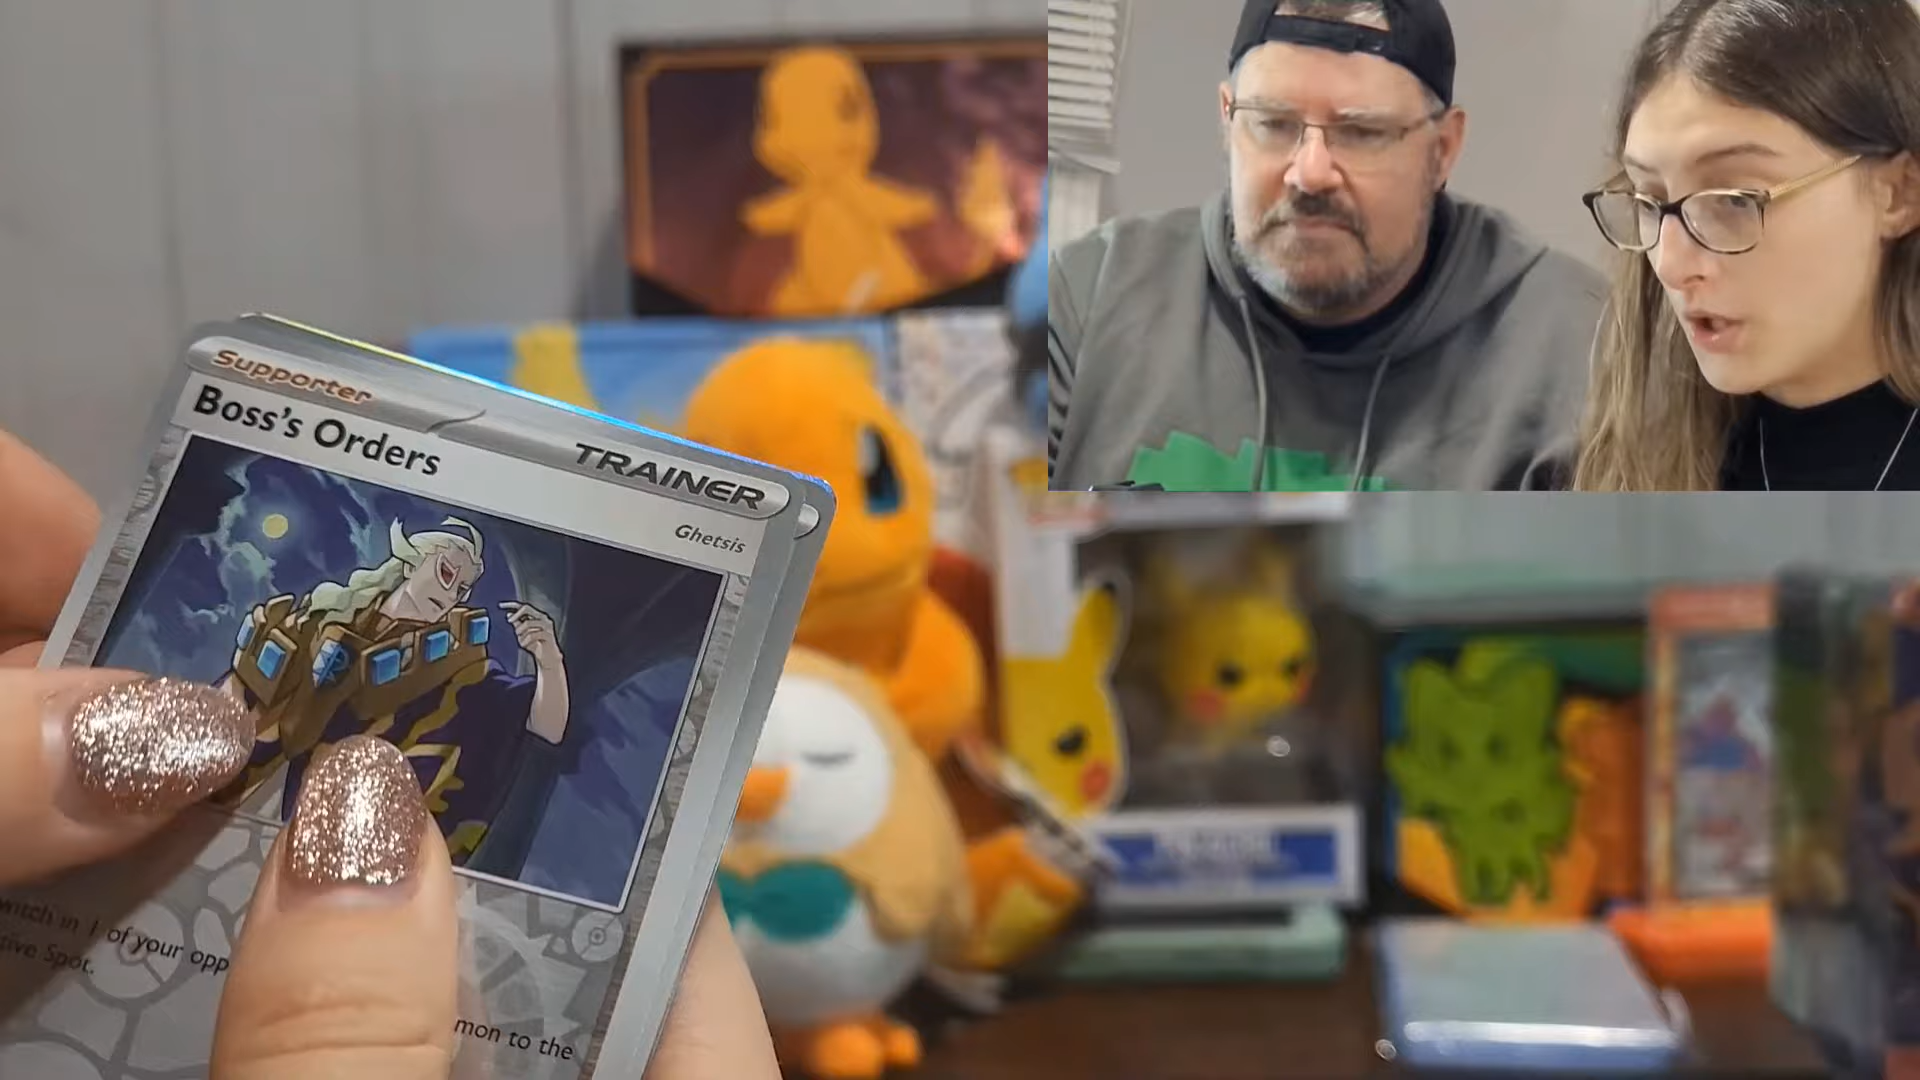 Supporter
Boss's Orders
TRAINER
Ghetsis
witch in 1 of your opp
mon to the
tive Spot.